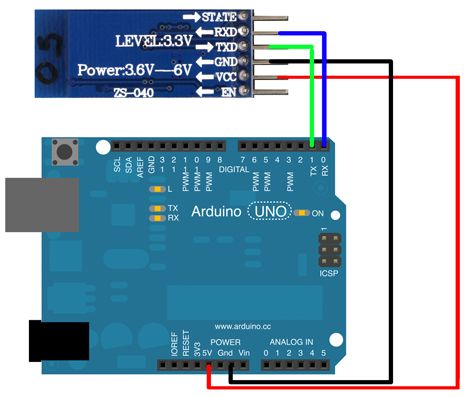 STATE
RXD
LEVEL:3.3V
TXD
GND
Power:3.6V—6V
VCC
ZS-040
EN
05
SCL
SDA
AREF
GND
13
12
11
10
9
8
PWM
PWM
PWM
DIGITAL
7
6
5
4
3
2
1
0
PWM
PWM
PWM
TX
RX
L
TX
RX
Arduino UNO
ON
1
ICSP
www.arduino.cc
POWER
ANALOG IN
IOREF
RESET
3V3
5V
Gnd
Vin
0 1 2 3 4 5